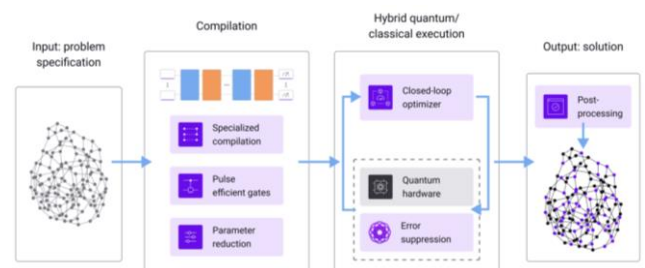 Input: problem
specification
Compilation
Hybrid quantum/
classical execution
Output: solution
Specialized
compilation
Pulse
efficient gates
Parameter
reduction
Closed-loop
optimizer
Quantum
hardware
Error
suppression
Post-
processing